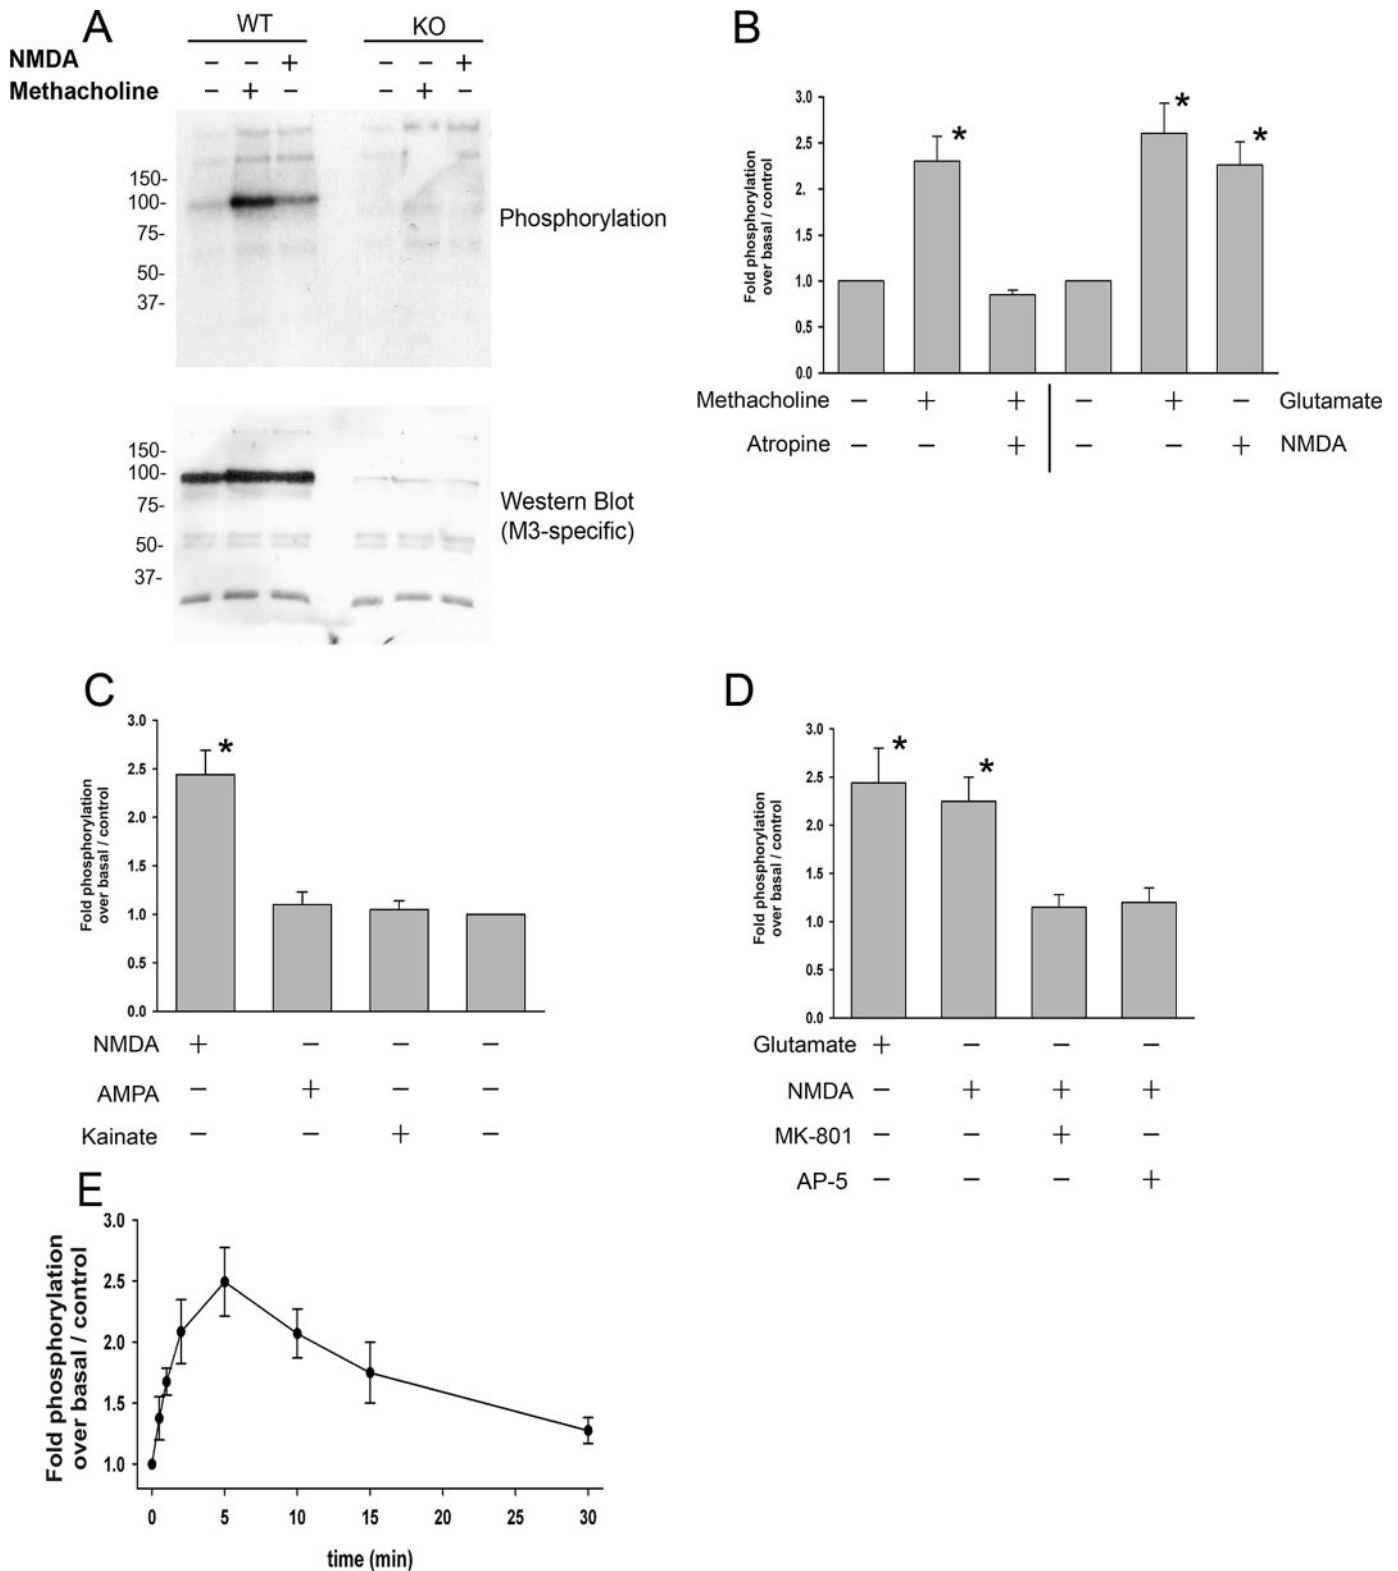 A
WT KO
NMDA − − + − − +
Methacholine − + − − + −
150-
100-
75-
50-
37-
Phosphorylation
150-
100-
75-
50-
37-
Western Blot
(M3-specific)
B
Fold phosphorylation
over basal / control
3.0
2.5
2.0
1.5
1.0
0.5
0.0
* * *
Methacholine − + + − + − Glutamate
Atropine − − + − − + NMDA
C
Fold phosphorylation
over basal / control
3.0
2.5
2.0
1.5
1.0
0.5
0.0
*
NMDA + − − −
AMPA − + − −
Kainate − − + −
D
Fold phosphorylation
over basal / control
3.0
2.5
2.0
1.5
1.0
0.5
0.0
* *
Glutamate + − − −
NMDA − + + +
MK-801 − − + −
AP-5 − − − +
E
Fold phosphorylation
over basal / control
3.0
2.5
2.0
1.5
1.0
0 5 10 15 20 25 30
time (min)